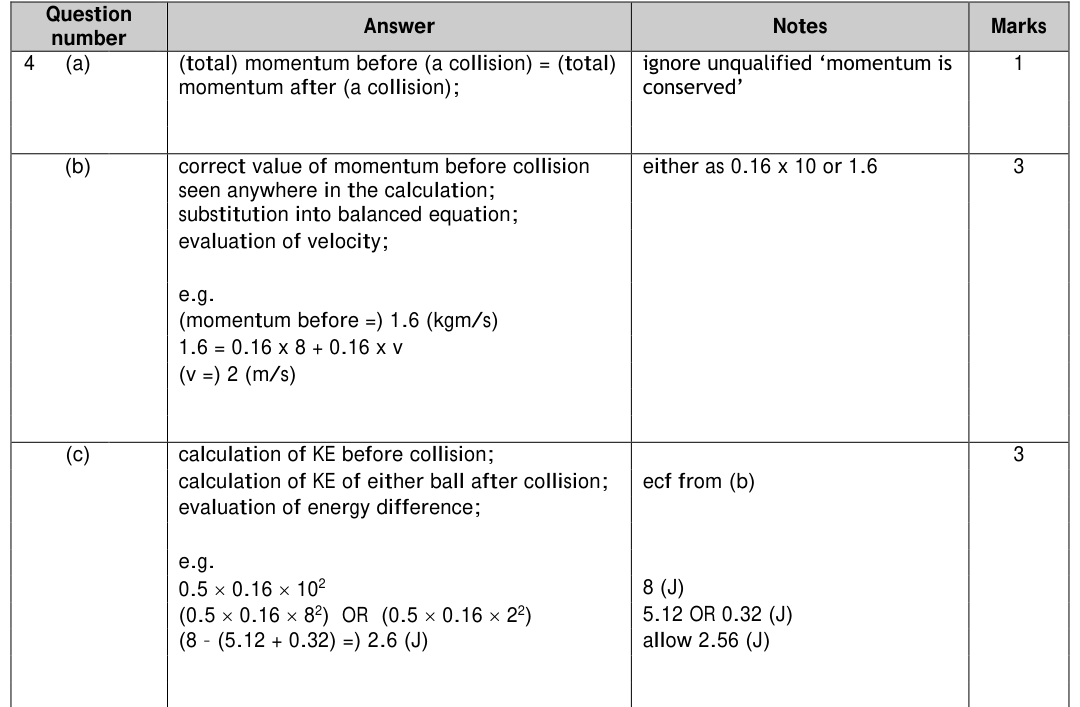 Question number Answer Notes Marks
4 (a) (total) momentum before (a collision) = (total) ignore unqualified ‘momentum is 1
momentum after (a collision); conserved’
(b) correct value of momentum before collision either as 0.16 x 10 or 1.6 3
seen anywhere in the calculation;
substitution into balanced equation;
evaluation of velocity;
e.g.
(momentum before =) 1.6 (kgm/s)
1.6 = 0.16 x 8 + 0.16 x v
(v =) 2 (m/s)
(c) calculation of KE before collision; 3
calculation of KE of either ball after collision; ecf from (b)
evaluation of energy difference;
e.g.
0.5 × 0.16 × 10² 8 (J)
(0.5 × 0.16 × 8²) OR (0.5 × 0.16 × 2²) 5.12 OR 0.32 (J)
(8 - (5.12 + 0.32) =) 2.6 (J) allow 2.56 (J)